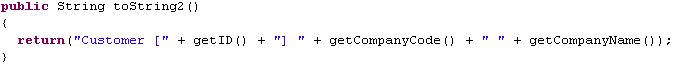 public String toString2()
{
  return("Customer [" + getID() + "] " + getCompanyCode() + " " + getCompanyName());
}